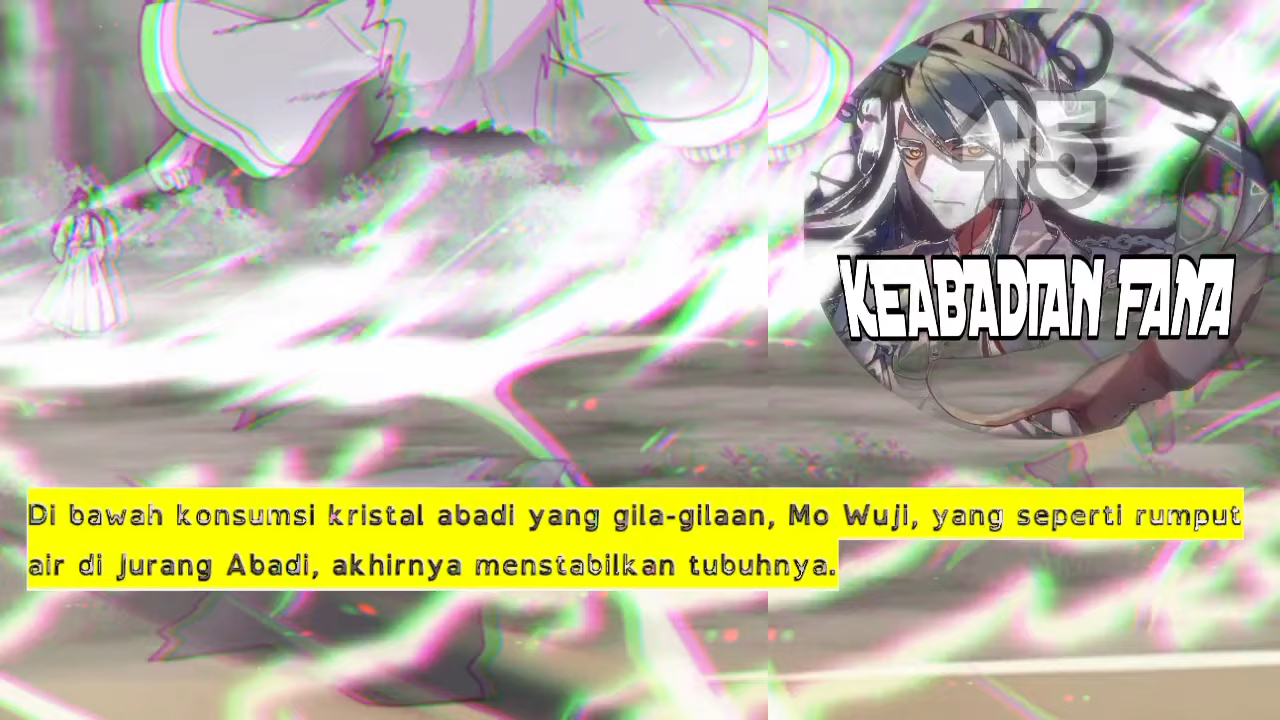 45
KEABADIAN FANA
Di bawah konsumsi kristal abadi yang gila-gilaan, Mo Wuji, yang seperti rumput
air di Jurang Abadi, akhirnya menstabilkan tubuhnya.